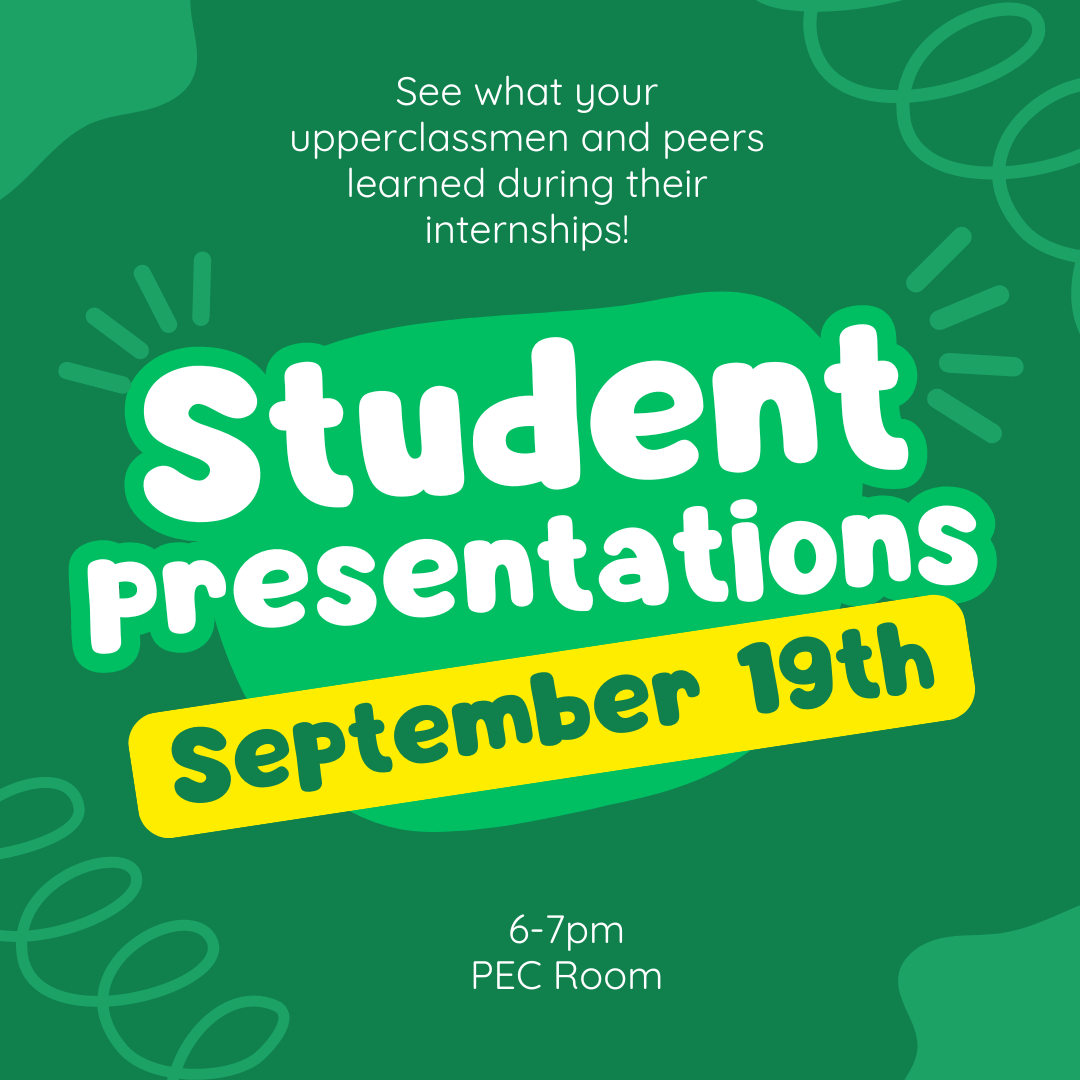 See what your
upperclassmen and peers
learned during their
internships!
Student
presentations
September 19th
6-7pm
PEC Room